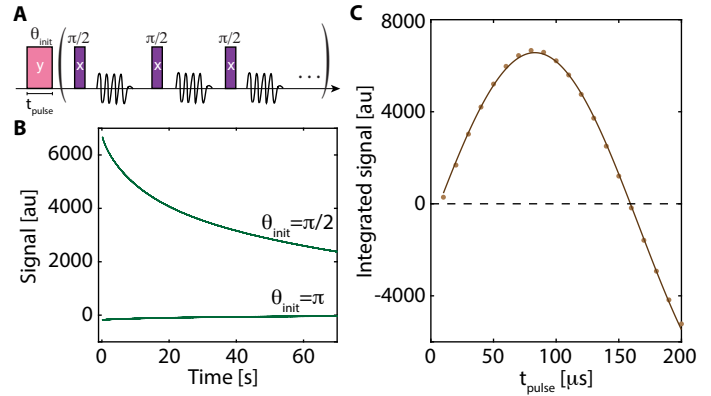 A
θinit
π/2
π/2
π/2
y
x
x
x
...
tpulse
B
Signal [au]
6000
4000
2000
0
θinit=π/2
θinit=π
0
20
40
60
Time [s]
C
Integrated signal [au]
8000
4000
0
-4000
0
50
100
150
200
tpulse [μs]